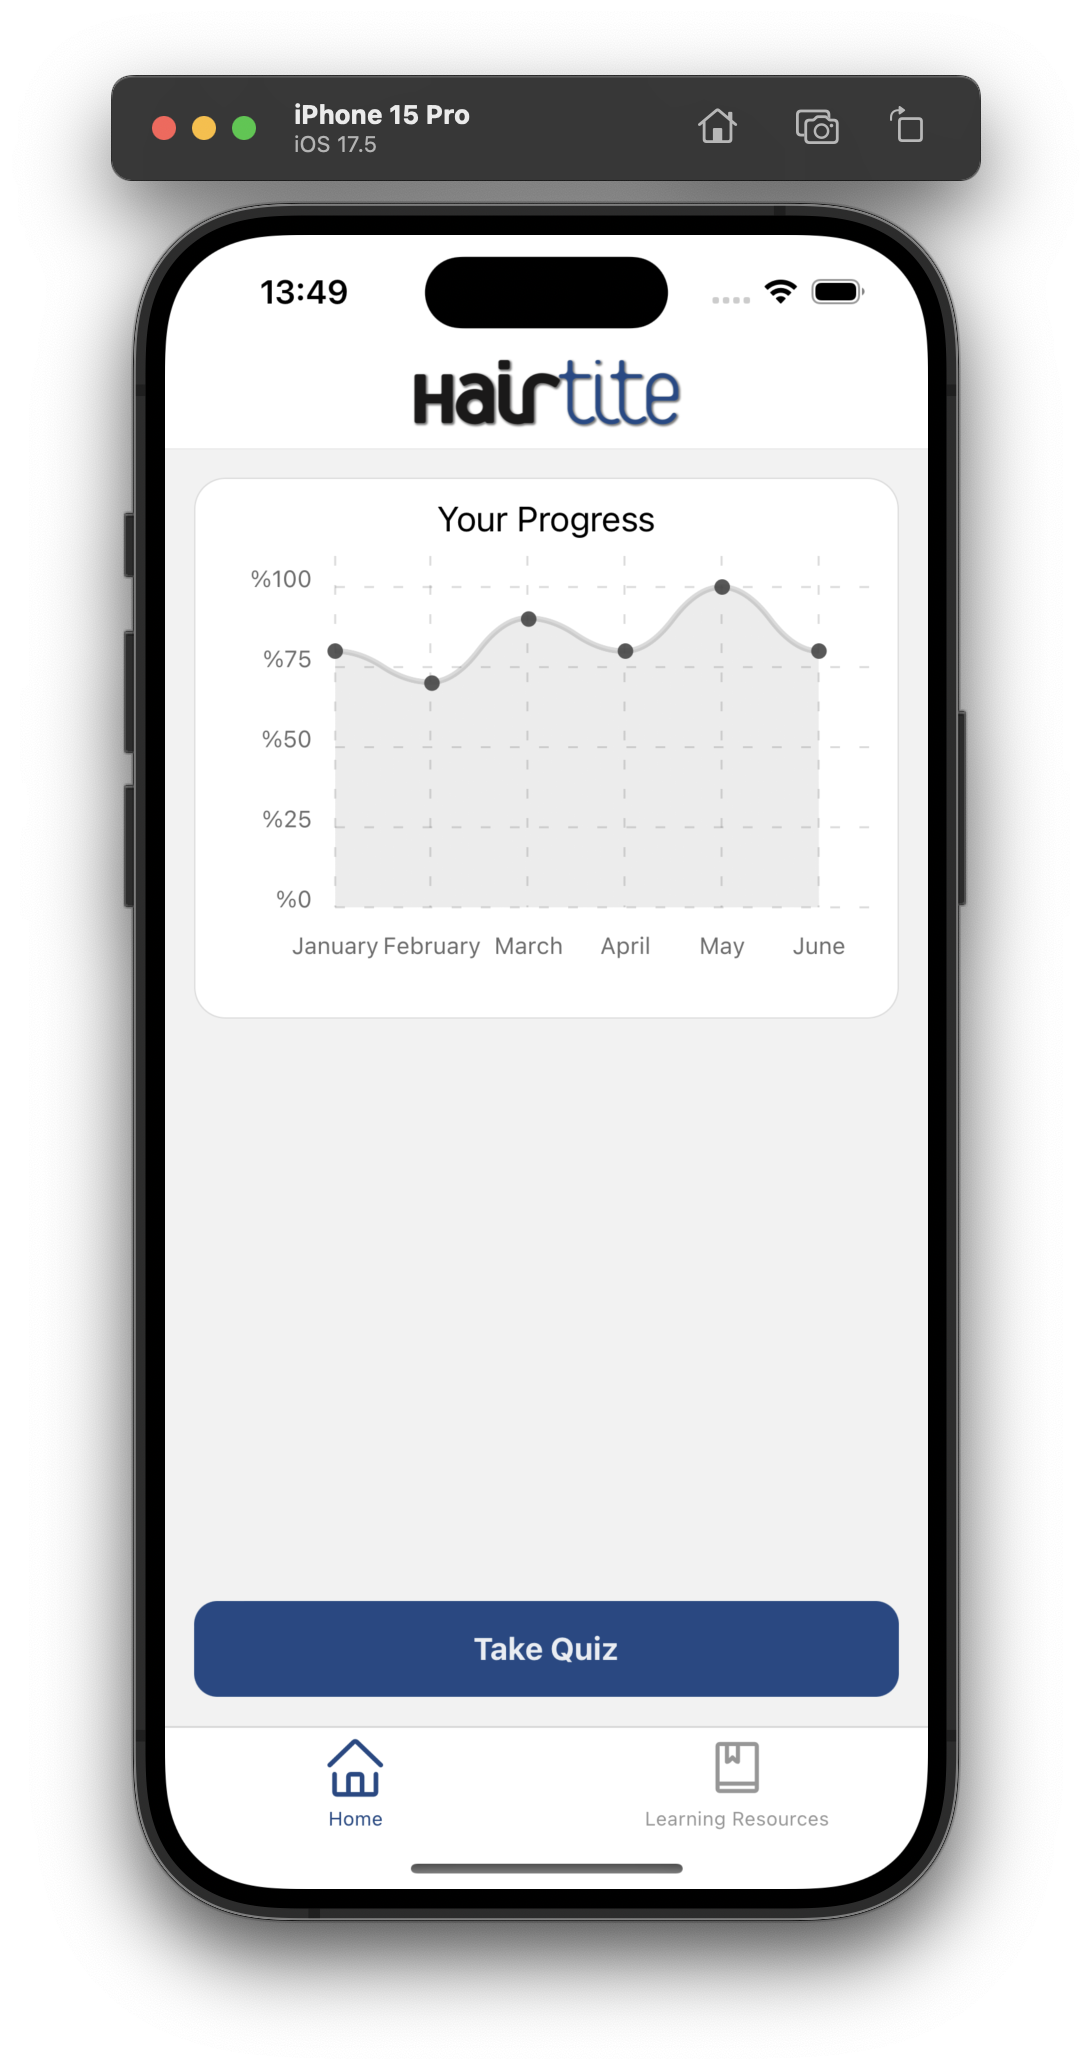 iPhone 15 Pro
iOS 17.5
13:49
Hairtite
Your Progress
%100
%75
%50
%25
%0
January February March April May June
Take Quiz
Home Learning Resources